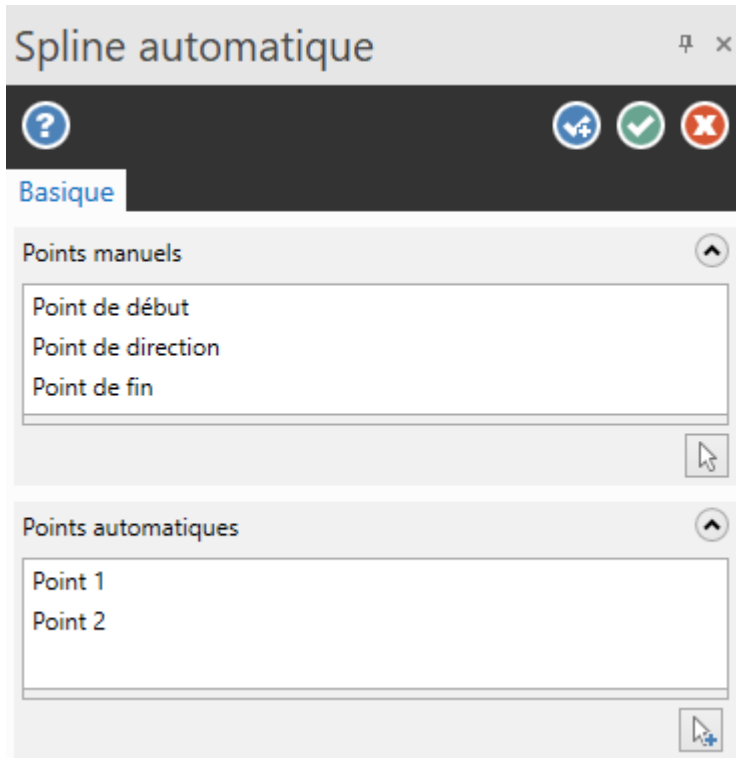 Spline automatique
Basique
Points manuels
Point de début
Point de direction
Point de fin
Points automatiques
Point 1
Point 2